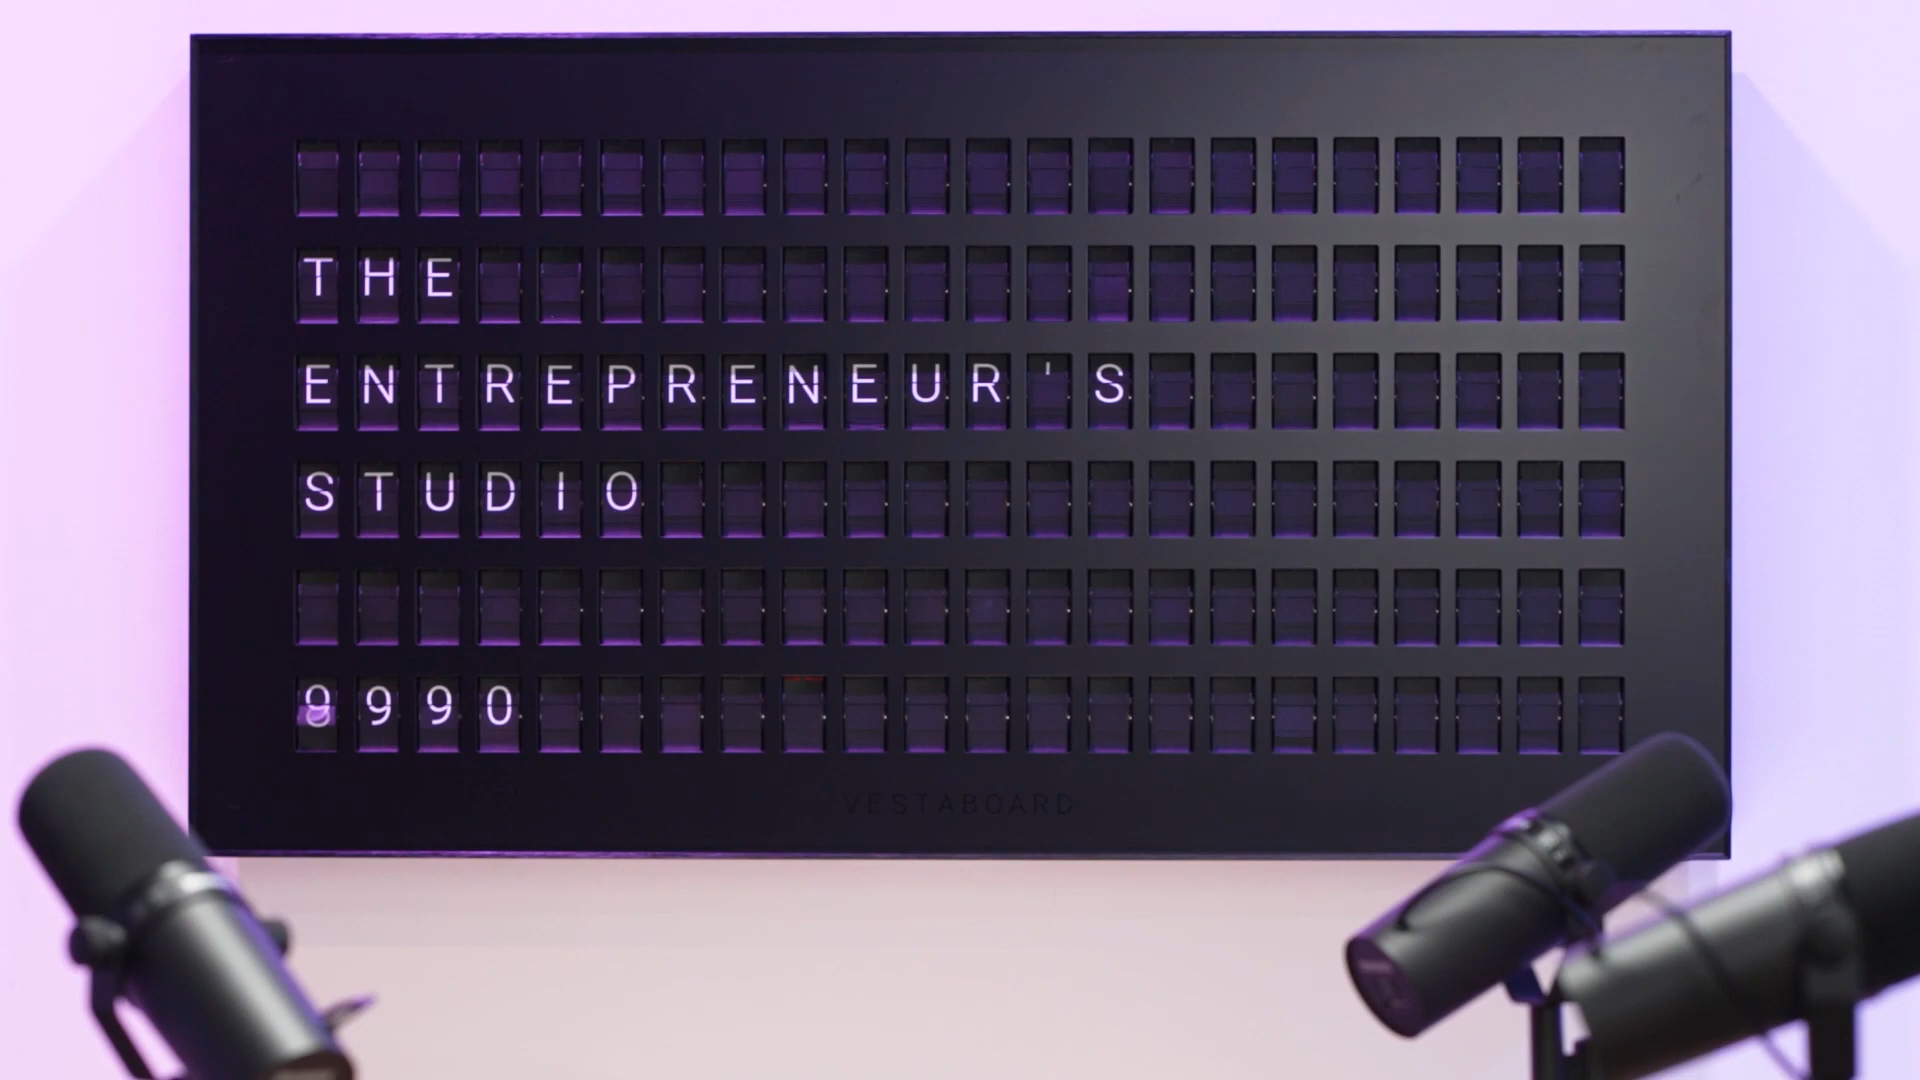 THE
ENTREPRENEUR'S
STUDIO
9990
VESTABOARD